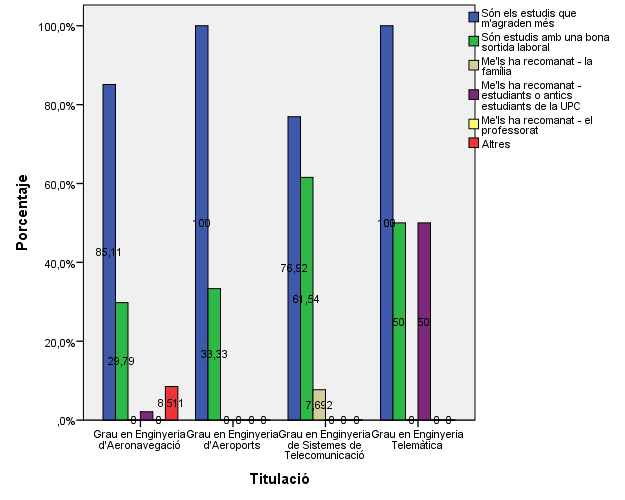 100,0%
80,0%
60,0%
40,0%
20,0%
,0%
Porcentaje
85,11
29,79
0
0
8,511
100
33,33
0 0 0 0
76,92
61,54
7,692
0 0 0
100
50
0
50
0 0
Grau en Enginyeria
d'Aeronavegació
Grau en Enginyeria
d'Aeroports
Grau en Enginyeria
de Sistemes de
Telecomunicació
Grau en Enginyeria
Telemàtica
Titulació
Són els estudis que
m'agraden més
Són estudis amb una bona
sortida laboral
Me'ls ha recomanat - la
família
Me'ls ha recomanat -
estudiants o antics
estudiants de la UPC
Me'ls ha recomanat - el
professorat
Altres